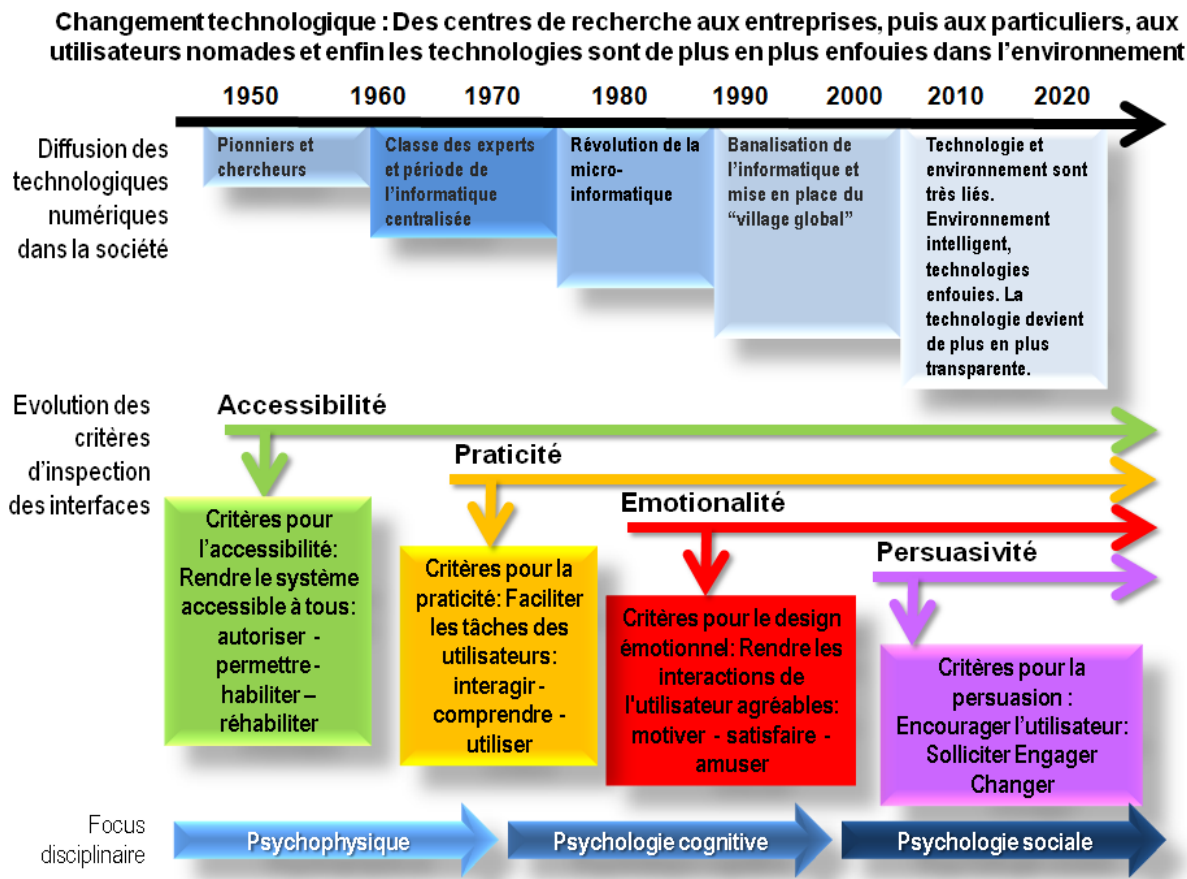 Changement technologique : Des centres de recherche aux entreprises, puis aux particuliers, aux
utilisateurs nomades et enfin les technologies sont de plus en plus enfouies dans l'environnement
1950 1960 1970 1980 1990 2000 2010 2020
Diffusion des
technologiques
numériques
dans la société
Pionniers et
chercheurs
Classe des experts
et période de
l'informatique
centralisée
Révolution de la
micro-
informatique
Banalisation de
l'informatique et
mise en place du
“village global”
Technologie et
environnement sont
très liés.
Environnement
intelligent,
technologies
enfouies. La
technologie devient
de plus en plus
transparente.
Evolution des
critères
d'inspection
des interfaces
Accessibilité
Praticité
Emotionalité
Persuasivité
Critères pour
l'accessibilité:
Rendre le système
accessible à tous:
autoriser -
permettre-
habiliter –
réhabiliter
Critères pour la
praticité: Faciliter
les tâches des
utilisateurs:
interagir-
comprendre -
utiliser
Critères pour le design
émotionnel: Rendre les
interactions de
l'utilisateur agréables:
motiver - satisfaire -
amuser
Critères pour la
persuasion :
Encourager l'utilisateur:
Solliciter Engager
Changer
Focus
disciplinaire
Psychophysique
Psychologie cognitive
Psychologie sociale